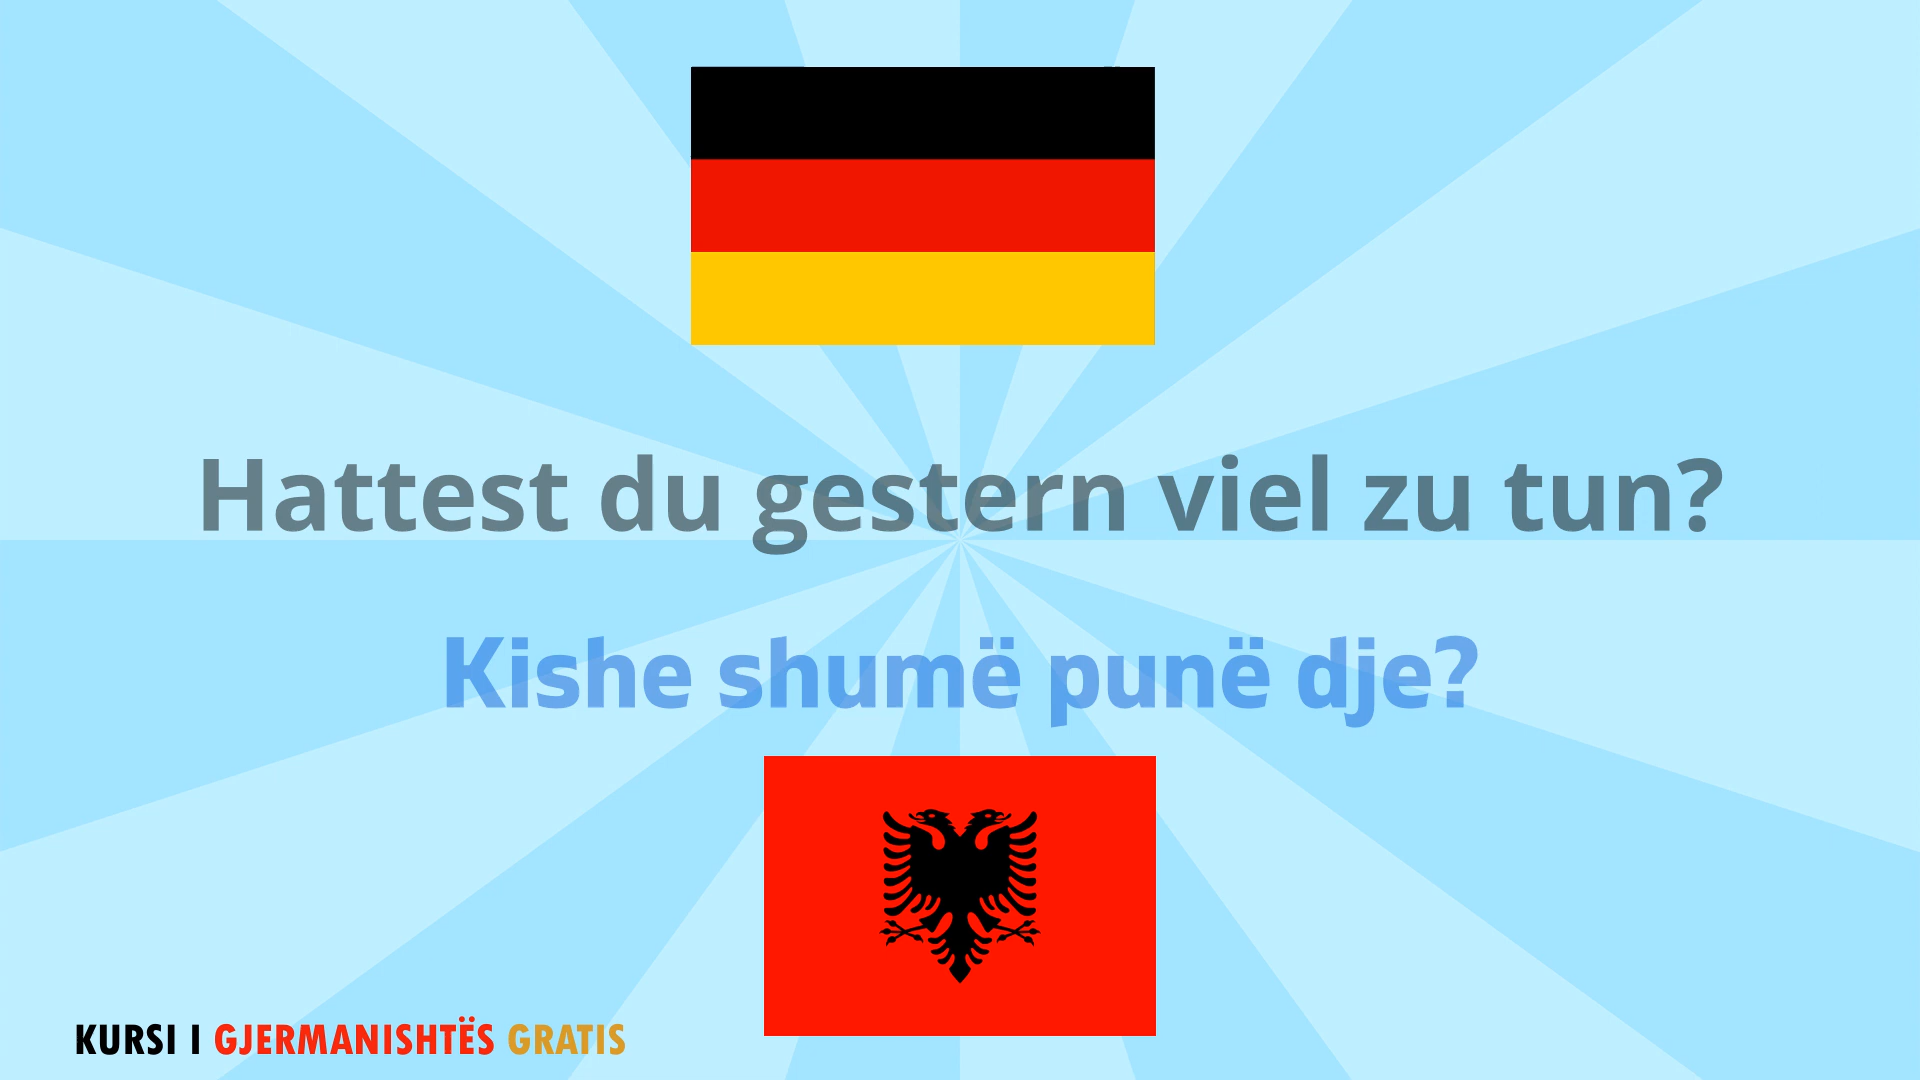 Hattest du gestern viel zu tun?
Kishe shumë punë dje?
KURSI I GJERMANISHTËS GRATIS